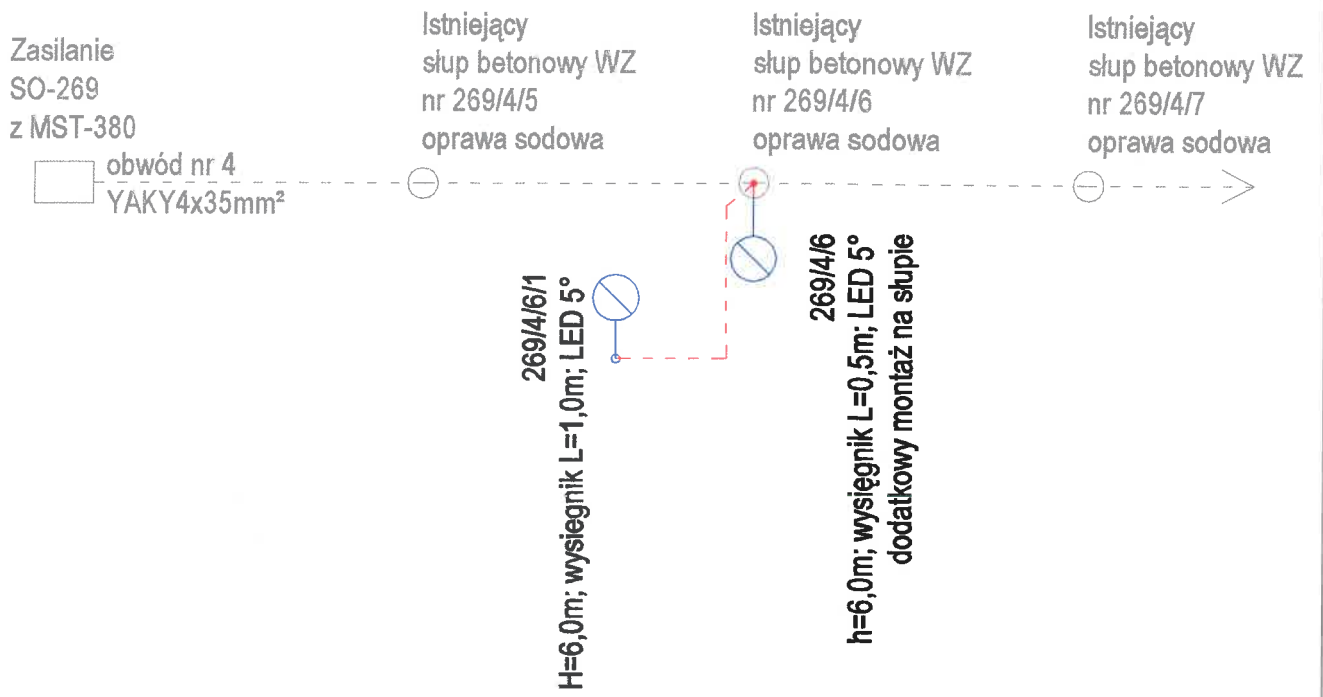 Zasilanie
SO-269
z MST-380
obwód nr 4
YAKY4x35mm²
Istniejący
słup betonowy WZ
nr 269/4/5
oprawa sodowa
Istniejący
słup betonowy WZ
nr 269/4/6
oprawa sodowa
Istniejący
słup betonowy WZ
nr 269/4/7
oprawa sodowa
269/4/6/1
H=6,0m; wysiegnik L=1,0m; LED 5°
269/4/6
h=6,0m; wysięgnik L=0,5m; LED 5°
dodatkowy montaż na słupie